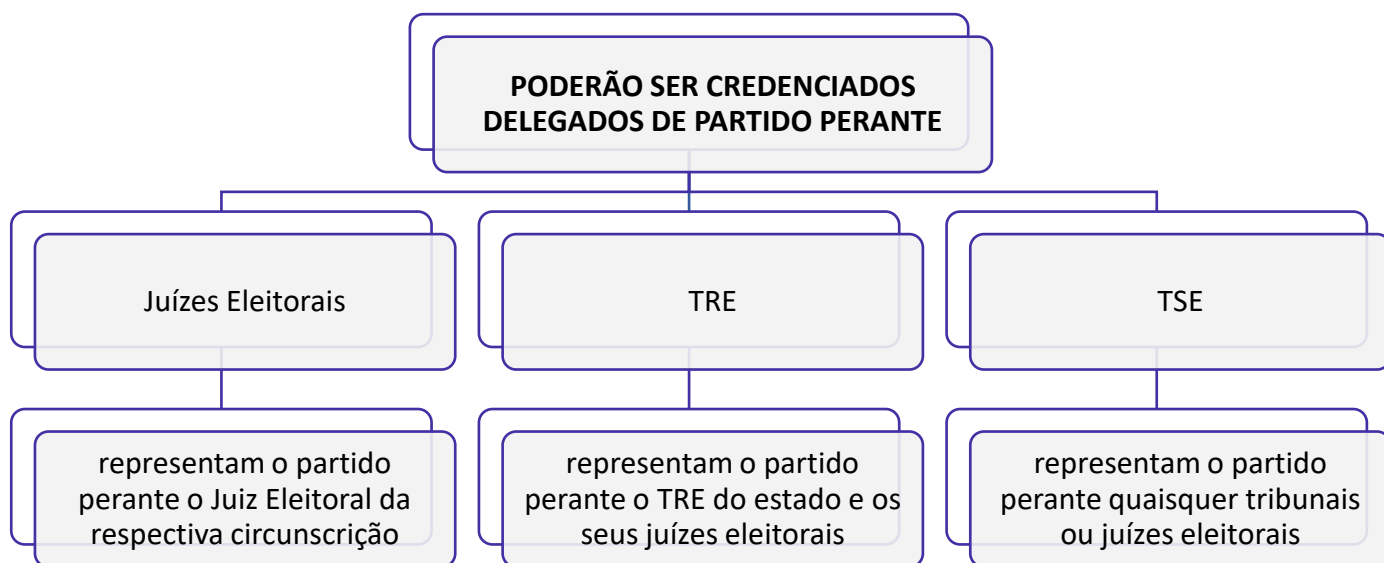 PODERÃO SER CREDENCIADOS
DELEGADOS DE PARTIDO PERANTE
Juízes Eleitorais
TRE
TSE
representam o partido
perante o Juiz Eleitoral da
respectiva circunscrição
representam o partido
perante o TRE do estado e os
seus juízes eleitorais
representam o partido
perante quaisquer tribunais
ou juízes eleitorais